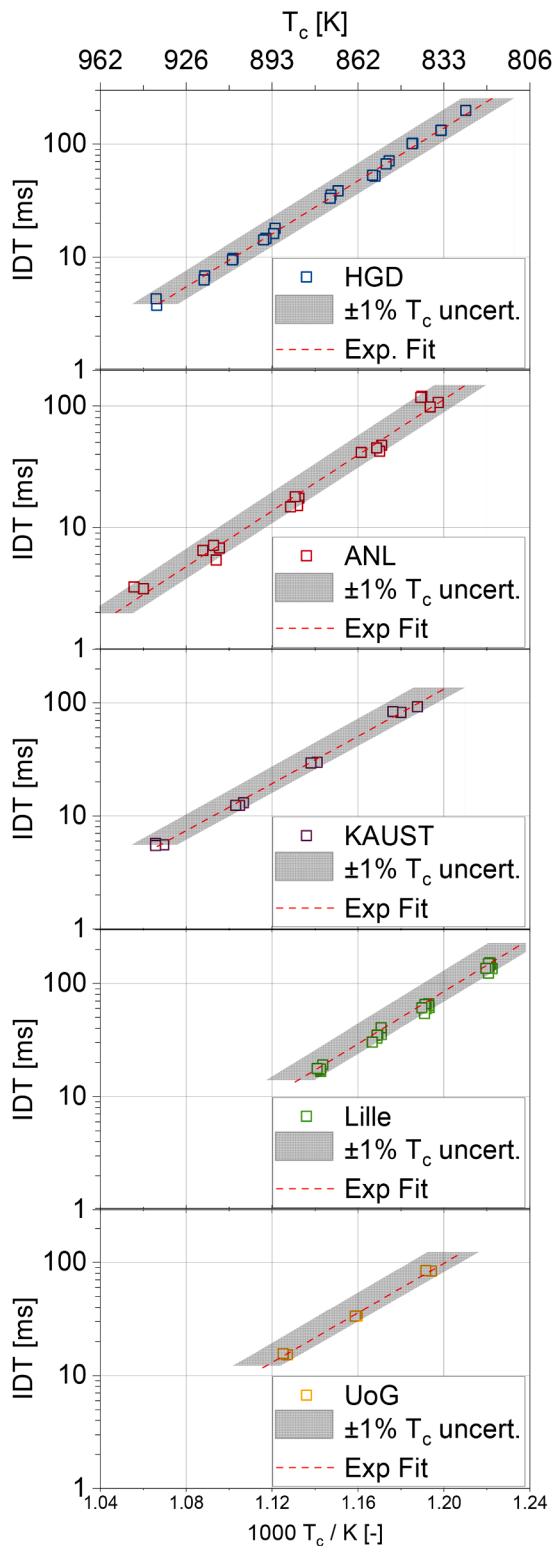 T_c [K]
962 926 893 862 833 806
100
10
1
IDT [ms]
HGD
±1% T_c uncert.
Exp. Fit
100
10
1
IDT [ms]
ANL
±1% T_c uncert.
Exp Fit
100
10
1
IDT [ms]
KAUST
±1% T_c uncert.
Exp Fit
100
10
1
IDT [ms]
Lille
±1% T_c uncert.
Exp Fit
100
10
1
IDT [ms]
UoG
±1% T_c uncert.
Exp Fit
1.04 1.08 1.12 1.16 1.20 1.24
1000 T_c / K [-]